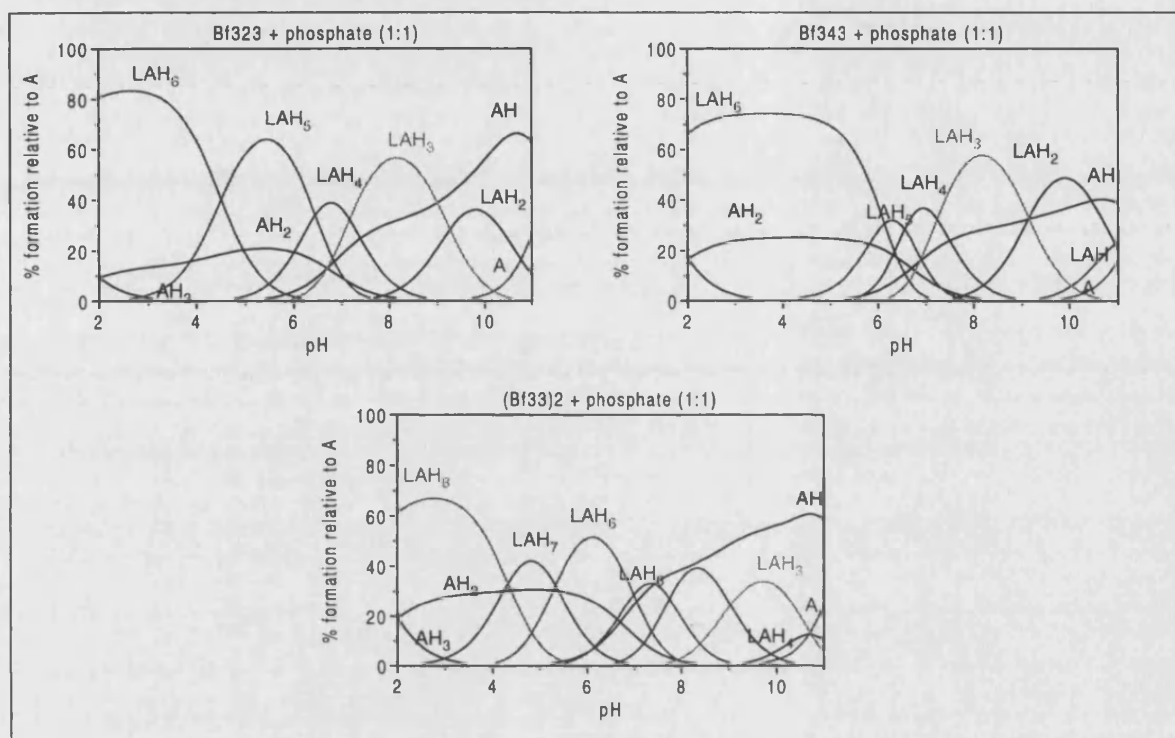 Bf323 + phosphate (1:1)
% formation relative to A
100
80
60
40
20
0
LAH₆
LAH₅
LAH₄
LAH₃
AH
LAH₂
AH₂
AH₃
A
2 4 6 8 10
pH
Bf343 + phosphate (1:1)
% formation relative to A
100
80
60
40
20
0
LAH₆
LAH₃
LAH₂
LAH₄
AH
AH₂
LAH₅
LAH
A
2 4 6 8 10
pH
(Bf33)2 + phosphate (1:1)
% formation relative to A
100
80
60
40
20
0
LAH₈
LAH₇
LAH₆
AH
LAH₃
AH₂
A
AH₃
2 4 6 8 10
pH